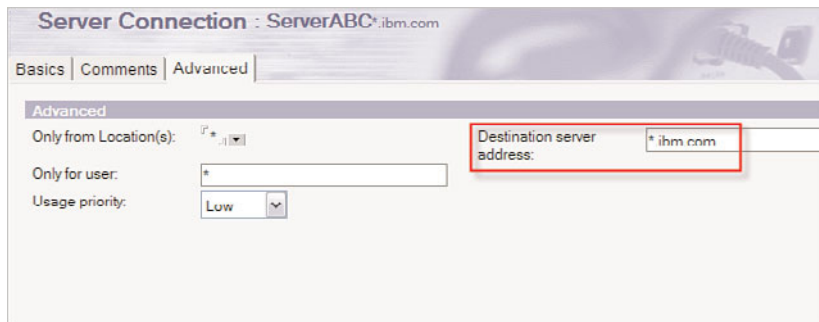 Server Connection : ServerABC*.ibm.com
Basics | Comments | Advanced
Advanced
Only from Location(s): *
Destination server address: *.ibm.com
Only for user: *
Usage priority: Low